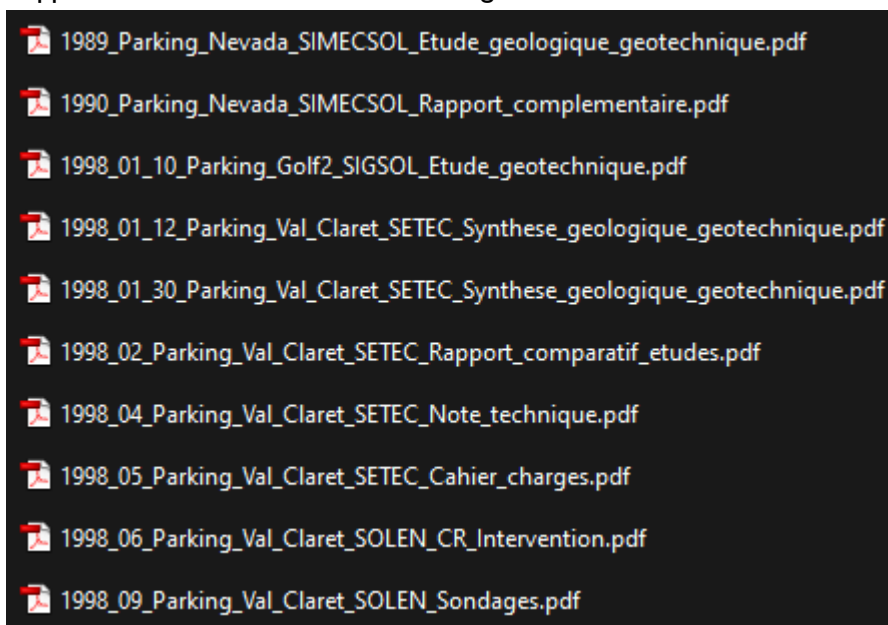 1989_Parking_Nevada_SIMECSOL_Etude_geologique_geotechnique.pdf
1990_Parking_Nevada_SIMECSOL_Rapport_complementaire.pdf
1998_01_10_Parking_Golf2_SIGSOL_Etude_geotechnique.pdf
1998_01_12_Parking_Val_Claret_SETEC_Synthese_geologique_geotechnique.pdf
1998_01_30_Parking_Val_Claret_SETEC_Synthese_geologique_geotechnique.pdf
1998_02_Parking_Val_Claret_SETEC_Rapport_comparatif_etudes.pdf
1998_04_Parking_Val_Claret_SETEC_Note_technique.pdf
1998_05_Parking_Val_Claret_SETEC_Cahier_charges.pdf
1998_06_Parking_Val_Claret_SOLEN_CR_Intervention.pdf
1998_09_Parking_Val_Claret_SOLEN_Sondages.pdf